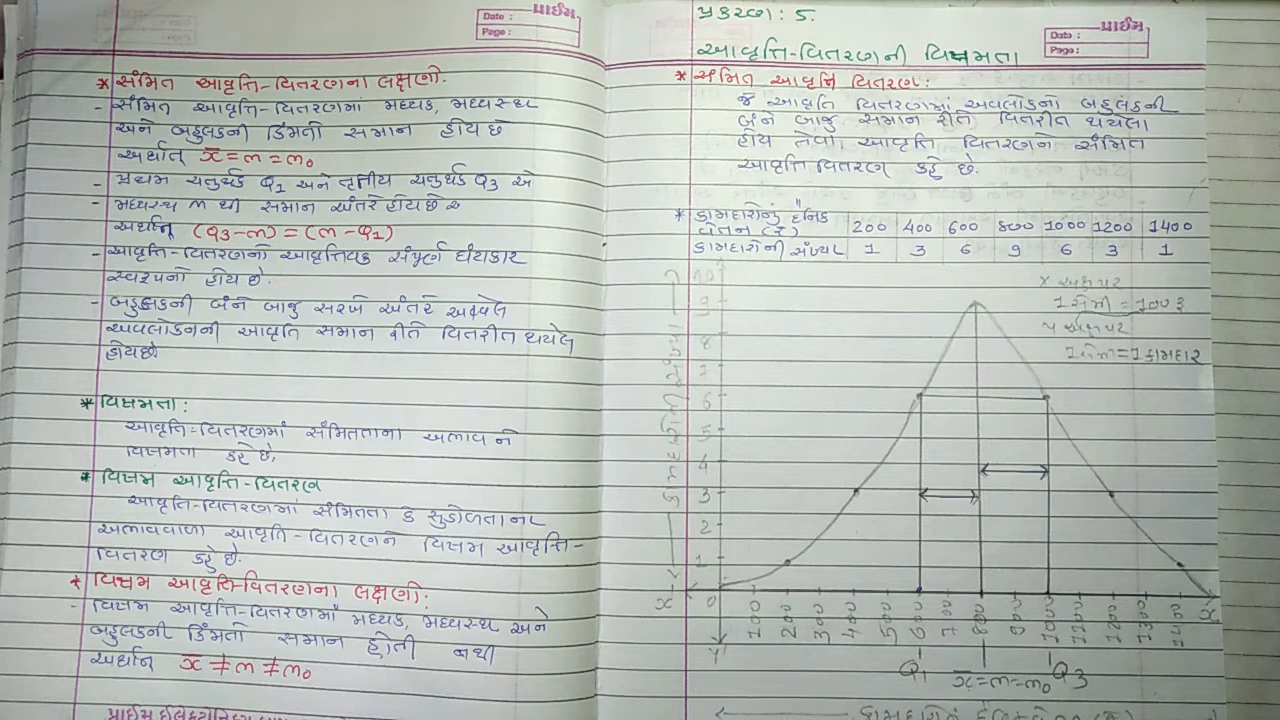 Date :
Page :
પ્રાઈમ
* સંમિત આવૃત્તિ-વિતરણના લક્ષણો.
- સંમિત આવૃત્તિ-વિતરણમાં મધ્યક, મધ્યસ્થ
અને બહુલકની કિંમતો સમાન હોય છે
અર્થાત્ x̄ = m = m₀
- પ્રથમ ચતુર્થક Q₁ અને તૃતીય ચતુર્થક Q₃ એ
- મધ્યસ્થ m થી સમાન અંતરે હોય છે
અર્થાત્ (Q₃-m) = (m-Q₁)
- આવૃત્તિ-વિતરણનો આવૃત્તિવક્ર સંપૂર્ણ ઘંટાકાર
સ્વરૂપનો હોય છે.
- બહુલકની બંને બાજુ સરખે અંતરે આવેલ
અવલોકનની આવૃત્તિ સમાન રીતે વિતરીત થયેલ
હોય છે
* વિષમતા :
આવૃત્તિ-વિતરણમાં સંમિતતાના અભાવ ને
વિષમતા કહે છે.
* વિષમ આવૃત્તિ-વિતરણ
આવૃત્તિ-વિતરણમાં સંમિતતા કે સુડોળતાના
અભાવવાળા આવૃત્તિ-વિતરણને વિષમ આવૃત્તિ-
વિતરણ કહે છે.
* વિષમ આવૃત્તિ-વિતરણના લક્ષણો :
- વિષમ આવૃત્તિ-વિતરણમાં મધ્યક, મધ્યસ્થ અને
બહુલકની કિંમતો સમાન હોતી નથી
અર્થાત્ x̄ ≠ m ≠ m₀
પ્રકરણ : 5.
પ્રાઈમ
Date :
Page :
આવૃત્તિ-વિતરણની વિષમતા
* સંમિત આવૃત્તિ વિતરણ :
જે આવૃત્તિ વિતરણમાં અવલોકનો બહુલકની
બંને બાજુ સમાન રીતે વિતરીત થયેલા
હોય તેવા આવૃત્તિ વિતરણને સંમિત
આવૃત્તિ વિતરણ કહે છે.
* કામદારોનું દૈનિક
વેતન (₹) 200 400 600 800 1000 1200 1400
કામદારોની સંખ્યા 1 3 6 9 6 3 1
x અક્ષ પર
1 સેમી = 100 ₹
y અક્ષ પર
1 સેમી = 1 કામદાર
10
9
8
7
6
5
4
3
2
1
કામદારોની સંખ્યા
x 0 100 200 300 400 500 600 7 800 1000 1100 1200 1300 1400 x
y
Q₁ x̄=m=m₀ Q₃